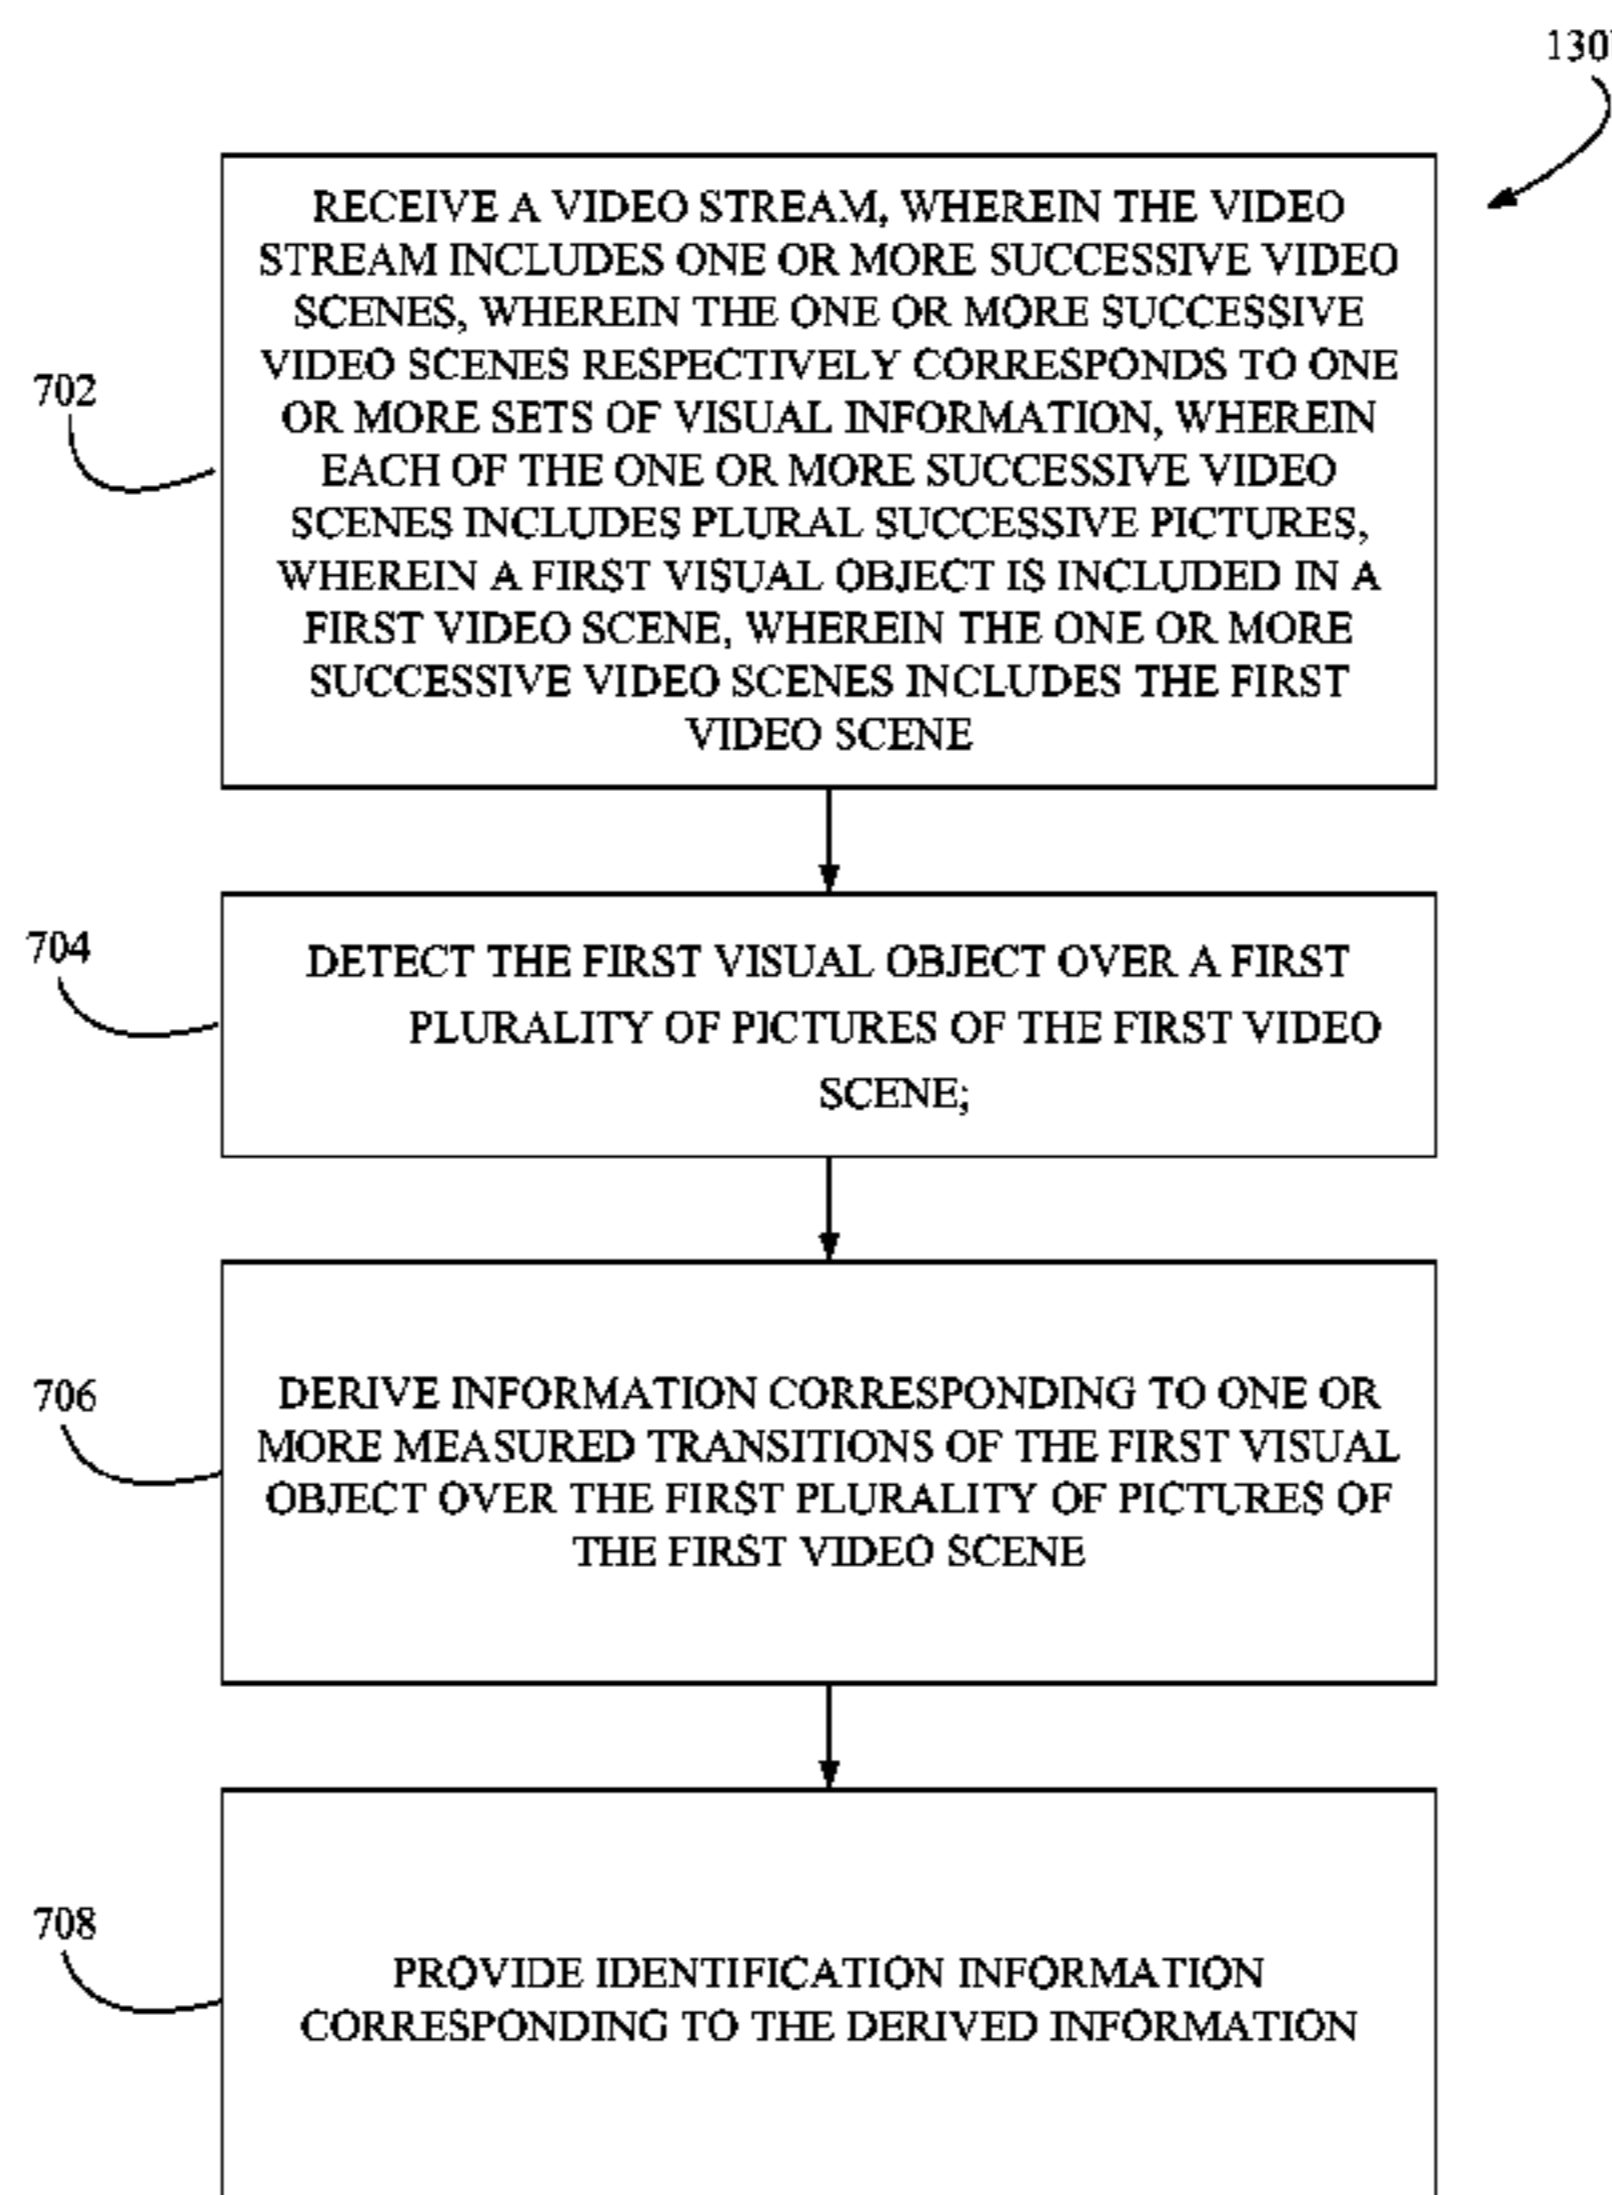 130
RECEIVE A VIDEO STREAM, WHEREIN THE VIDEO
STREAM INCLUDES ONE OR MORE SUCCESSIVE VIDEO
SCENES, WHEREIN THE ONE OR MORE SUCCESSIVE
VIDEO SCENES RESPECTIVELY CORRESPONDS TO ONE
OR MORE SETS OF VISUAL INFORMATION, WHEREIN
EACH OF THE ONE OR MORE SUCCESSIVE VIDEO
SCENES INCLUDES PLURAL SUCCESSIVE PICTURES,
WHEREIN A FIRST VISUAL OBJECT IS INCLUDED IN A
FIRST VIDEO SCENE, WHEREIN THE ONE OR MORE
SUCCESSIVE VIDEO SCENES INCLUDES THE FIRST
VIDEO SCENE
702
704
DETECT THE FIRST VISUAL OBJECT OVER A FIRST
PLURALITY OF PICTURES OF THE FIRST VIDEO
SCENE;
706
DERIVE INFORMATION CORRESPONDING TO ONE OR
MORE MEASURED TRANSITIONS OF THE FIRST VISUAL
OBJECT OVER THE FIRST PLURALITY OF PICTURES OF
THE FIRST VIDEO SCENE
708
PROVIDE IDENTIFICATION INFORMATION
CORRESPONDING TO THE DERIVED INFORMATION